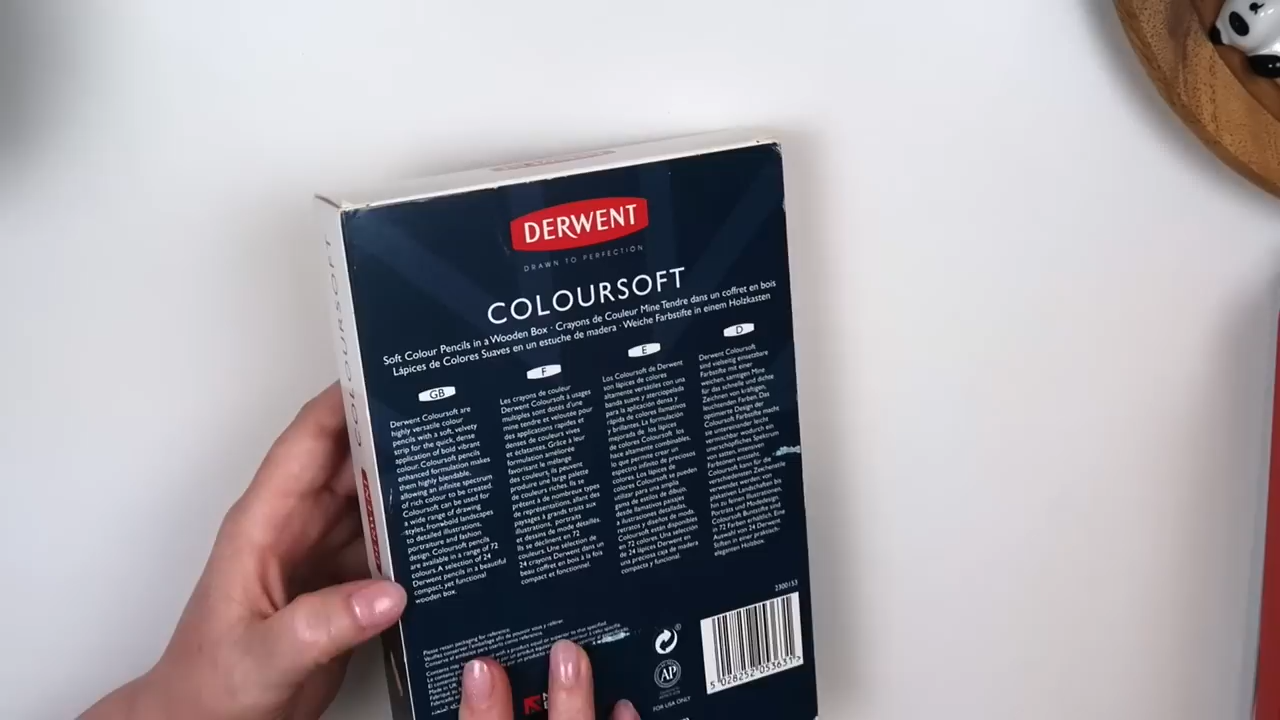 DERWENT
DRAWN TO PERFECTION
COLOURSOFT
Soft Colour Pencils in a Wooden Box · Crayons de Couleur Mine Tendre dans un coffret en bois
Lápices de Colores Suaves en un estuche de madera · Weiche Farbstifte in einem Holzkasten
GB
Derwent Coloursoft are
highly versatile colour
pencils with a soft, velvety
strip for the quick, dense
application of bold vibrant
colour. Coloursoft pencils
enhanced formulation makes
them highly blendable,
allowing an infinite spectrum
of rich colour to be created.
Coloursoft can be used for
a wide range of drawing
styles, from bold landscapes
to detailed illustrations,
portraiture and fashion
design. Coloursoft pencils
are available in a range of 72
colours. A selection of 24
Derwent pencils in a beautiful
compact, yet functional
wooden box.
F
Les crayons de couleur
Derwent Coloursoft à usages
multiples sont dotés d'une
mine tendre et veloutée pour
des applications rapides et
denses de couleurs vives
et éclatantes. Grâce à leur
formulation améliorée
favorisant le mélange
des couleurs, ils peuvent
produire une large palette
de couleurs riches. Ils se
prêtent à de nombreux types
de représentations, allant des
paysages à grands traits aux
illustrations, portraits
et dessins de mode détaillés.
Ils se déclinent en 72
couleurs. Une sélection de
24 crayons Derwent dans un
beau coffret en bois à la fois
compact et fonctionnel.
E
Los Coloursoft de Derwent
son lápices de colores
altamente versátiles con una
banda suave y aterciopelada
para la aplicación densa y
rápida de colores llamativos
y brillantes. La formulación
mejorada de los lápices
de colores Coloursoft los
hace altamente combinables,
lo que permite crear un
espectro infinito de preciosos
colores. Los lápices de
colores Coloursoft se pueden
utilizar para una amplia
gama de estilos de dibujo,
desde llamativos paisajes
a ilustraciones detalladas,
retratos y diseños de moda.
Coloursoft están disponibles
en 72 colores. Una selección
de 24 lápices Derwent en
una preciosa caja de madera
compacta y funcional.
D
Derwent Coloursoft
sind vielseitig einsetzbare
Farbstifte mit einer
weichen, samtigen Mine
für das schnelle und dichte
Zeichnen von kräftigen,
leuchtenden Farben. Das
optimierte Design der
Coloursoft Farbstifte macht
sie untereinander leicht
vermischbar wodurch ein
unerschöpfliches Spektrum
von satten, intensiven
Farbtönen entsteht.
Coloursoft kann für die
verschiedensten Zeichenstile
verwendet werden von
plakativen Landschaften bis
hin zu feinen Illustrationen,
Porträts und Modedesign.
Coloursoft Buntstifte sind
in 72 Farben erhältlich. Eine
Auswahl von 24 Derwent
Stiften in einer praktisch-
eleganten Holzbox.
Please retain packaging for reference.
2300153
AP
FOR USA ONLY
5 028252 053631
COLOURSOFT
DERWENT